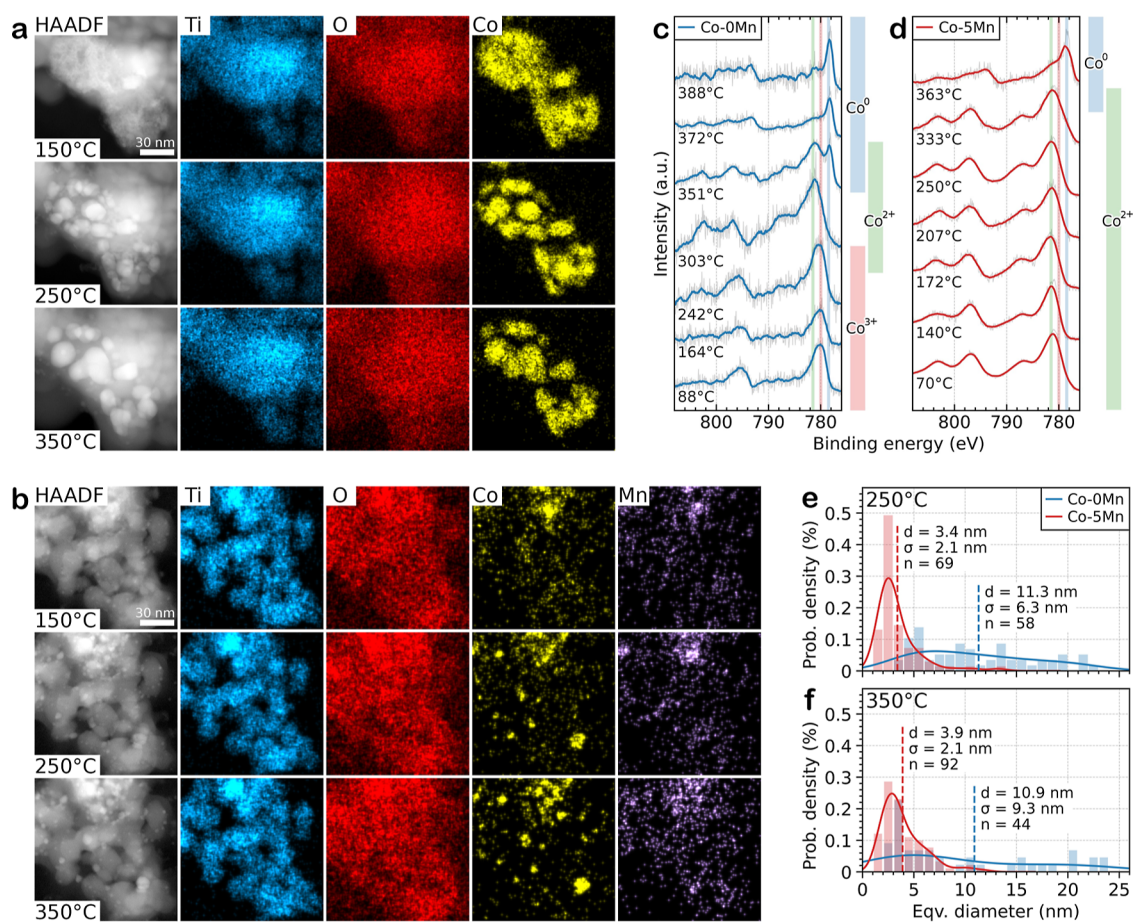 a
HAADF
Ti
O
Co
150°C
30 nm
250°C
350°C
b
HAADF
Ti
O
Co
Mn
150°C
30 nm
250°C
350°C
c
Co-0Mn
388°C
372°C
351°C
303°C
242°C
164°C
88°C
Co⁰
Co²⁺
Co³⁺
800
790
780
Intensity (a.u.)
Binding energy (eV)
d
Co-5Mn
363°C
333°C
250°C
207°C
172°C
140°C
70°C
Co⁰
Co²⁺
800
790
780
e
250°C
Co-0Mn
Co-5Mn
d = 3.4 nm
σ = 2.1 nm
n = 69
d = 11.3 nm
σ = 6.3 nm
n = 58
0.5
0.4
0.3
0.2
0.1
0
Prob. density (%)
f
350°C
d = 3.9 nm
σ = 2.1 nm
n = 92
d = 10.9 nm
σ = 9.3 nm
n = 44
0.5
0.4
0.3
0.2
0.1
0
Prob. density (%)
0
5
10
15
20
25
Eqv. diameter (nm)